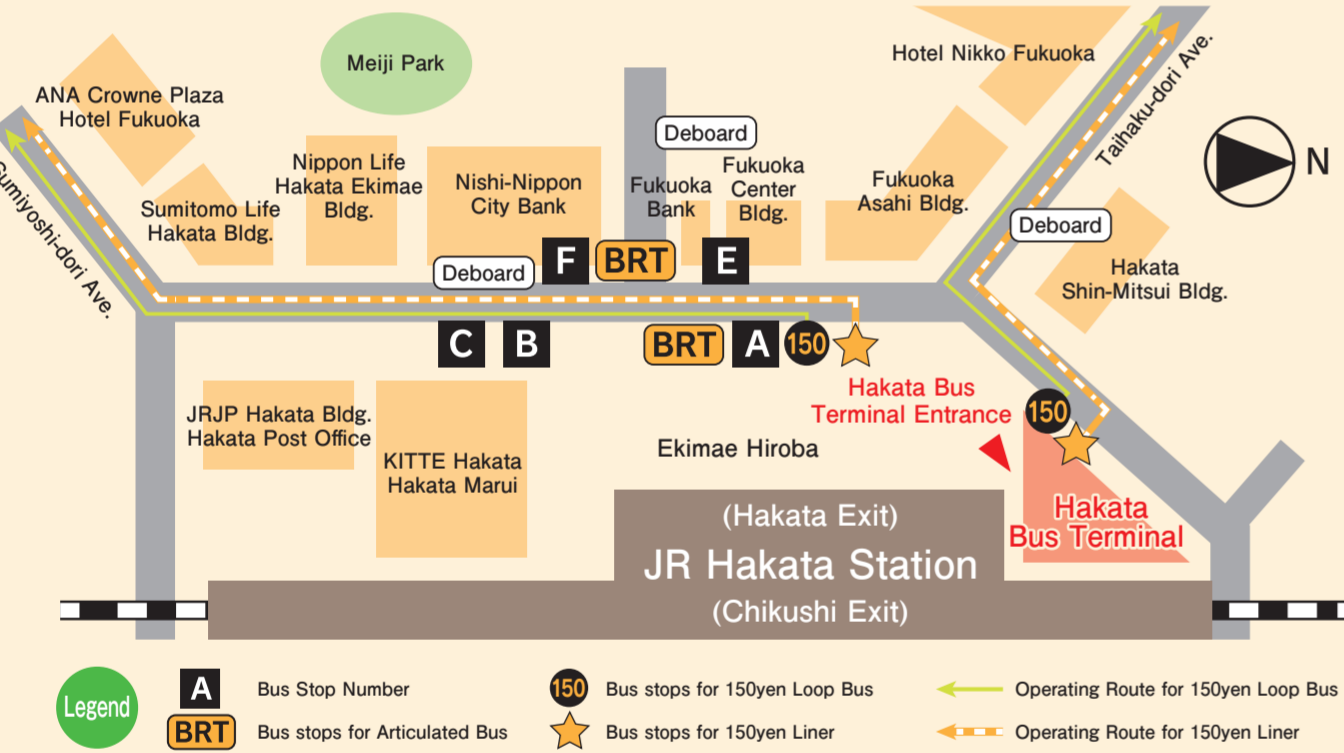 Meiji Park
Hotel Nikko Fukuoka
Taihaku-dori Ave.
N
ANA Crowne Plaza
Hotel Fukuoka
Deboard
Nippon Life
Hakata Ekimae
Bldg.
Nishi-Nippon
City Bank
Fukuoka
Bank
Fukuoka
Center
Bldg.
Fukuoka
Asahi Bldg.
Sumitomo Life
Hakata Bldg.
Sumiyoshi-dori Ave.
Deboard
Hakata
Shin-Mitsui Bldg.
Deboard
F
BRT
E
C
B
BRT
A
150
Hakata Bus
Terminal Entrance
150
JRJP Hakata Bldg.
Hakata Post Office
KITTE Hakata
Hakata Marui
Ekimae Hiroba
Hakata
Bus Terminal
(Hakata Exit)
JR Hakata Station
(Chikushi Exit)
Legend
A
Bus Stop Number
BRT
Bus stops for Articulated Bus
150
Bus stops for 150yen Loop Bus
Bus stops for 150yen Liner
Operating Route for 150yen Loop Bus
Operating Route for 150yen Liner